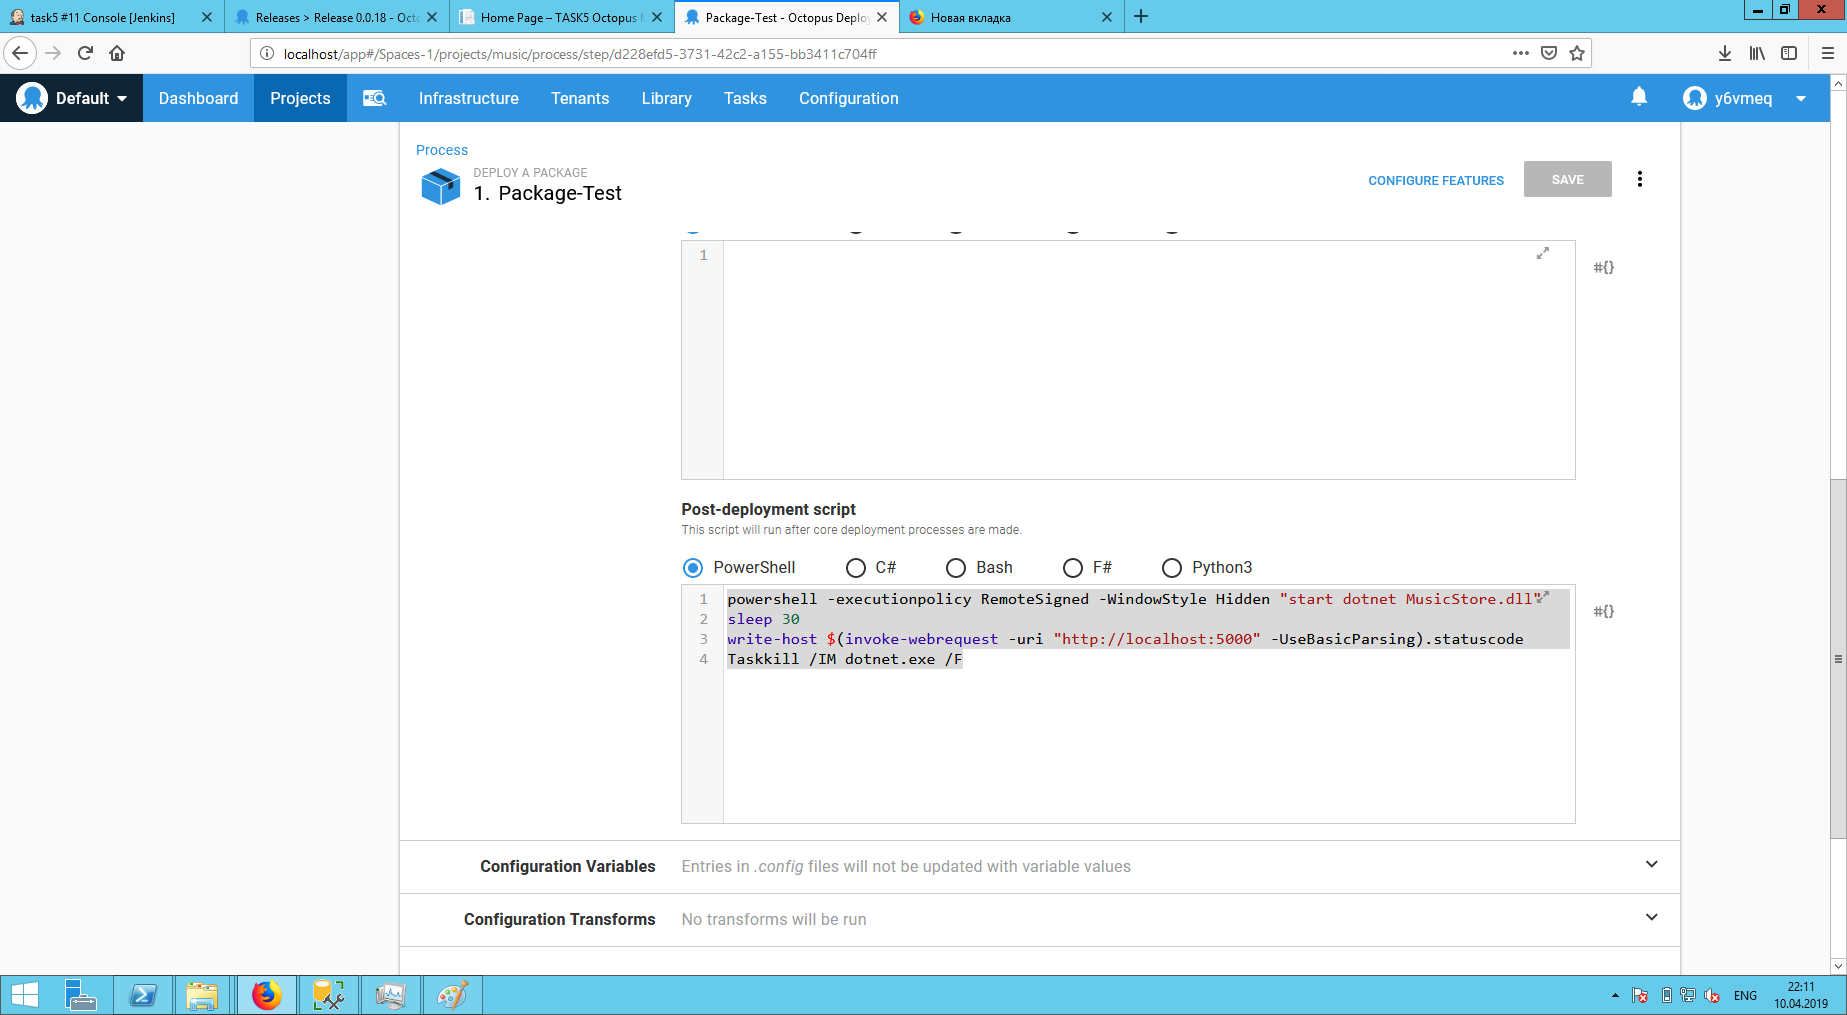 task5 #11 Console [Jenkins]
Releases > Release 0.0.18 - Octo
Home Page – TASK5 Octopus
Package-Test - Octopus Deplo
Новая вкладка
localhost/app#/Spaces-1/projects/music/process/step/d228efd5-3731-42c2-a155-bb3411c704ff
Default
Dashboard
Projects
Infrastructure
Tenants
Library
Tasks
Configuration
y6vmeq
Process
DEPLOY A PACKAGE
1. Package-Test
CONFIGURE FEATURES
SAVE
1
#{}
Post-deployment script
This script will run after core deployment processes are made.
PowerShell
C#
Bash
F#
Python3
1 powershell -executionpolicy RemoteSigned -WindowStyle Hidden "start dotnet MusicStore.dll"
#{}
2 sleep 30
3 write-host $(invoke-webrequest -uri "http://localhost:5000" -UseBasicParsing).statuscode
4 Taskkill /IM dotnet.exe /F
Configuration Variables
Entries in .config files will not be updated with variable values
Configuration Transforms
No transforms will be run
ENG
22:11
10.04.2019